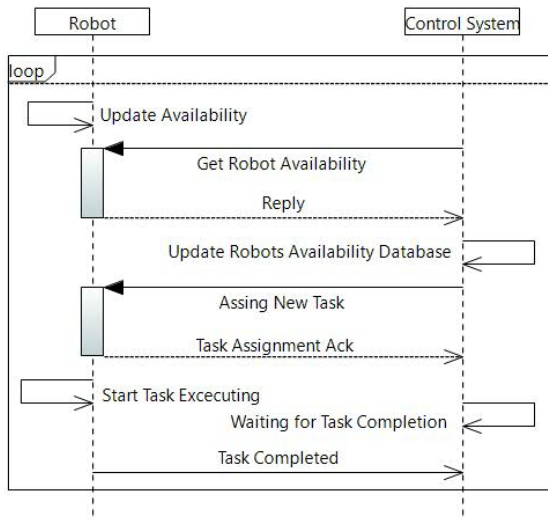 Robot
Control System
loop
Update Availability
Get Robot Availability
Reply
Update Robots Availability Database
Assing New Task
Task Assignment Ack
Start Task Excecuting
Waiting for Task Completion
Task Completed